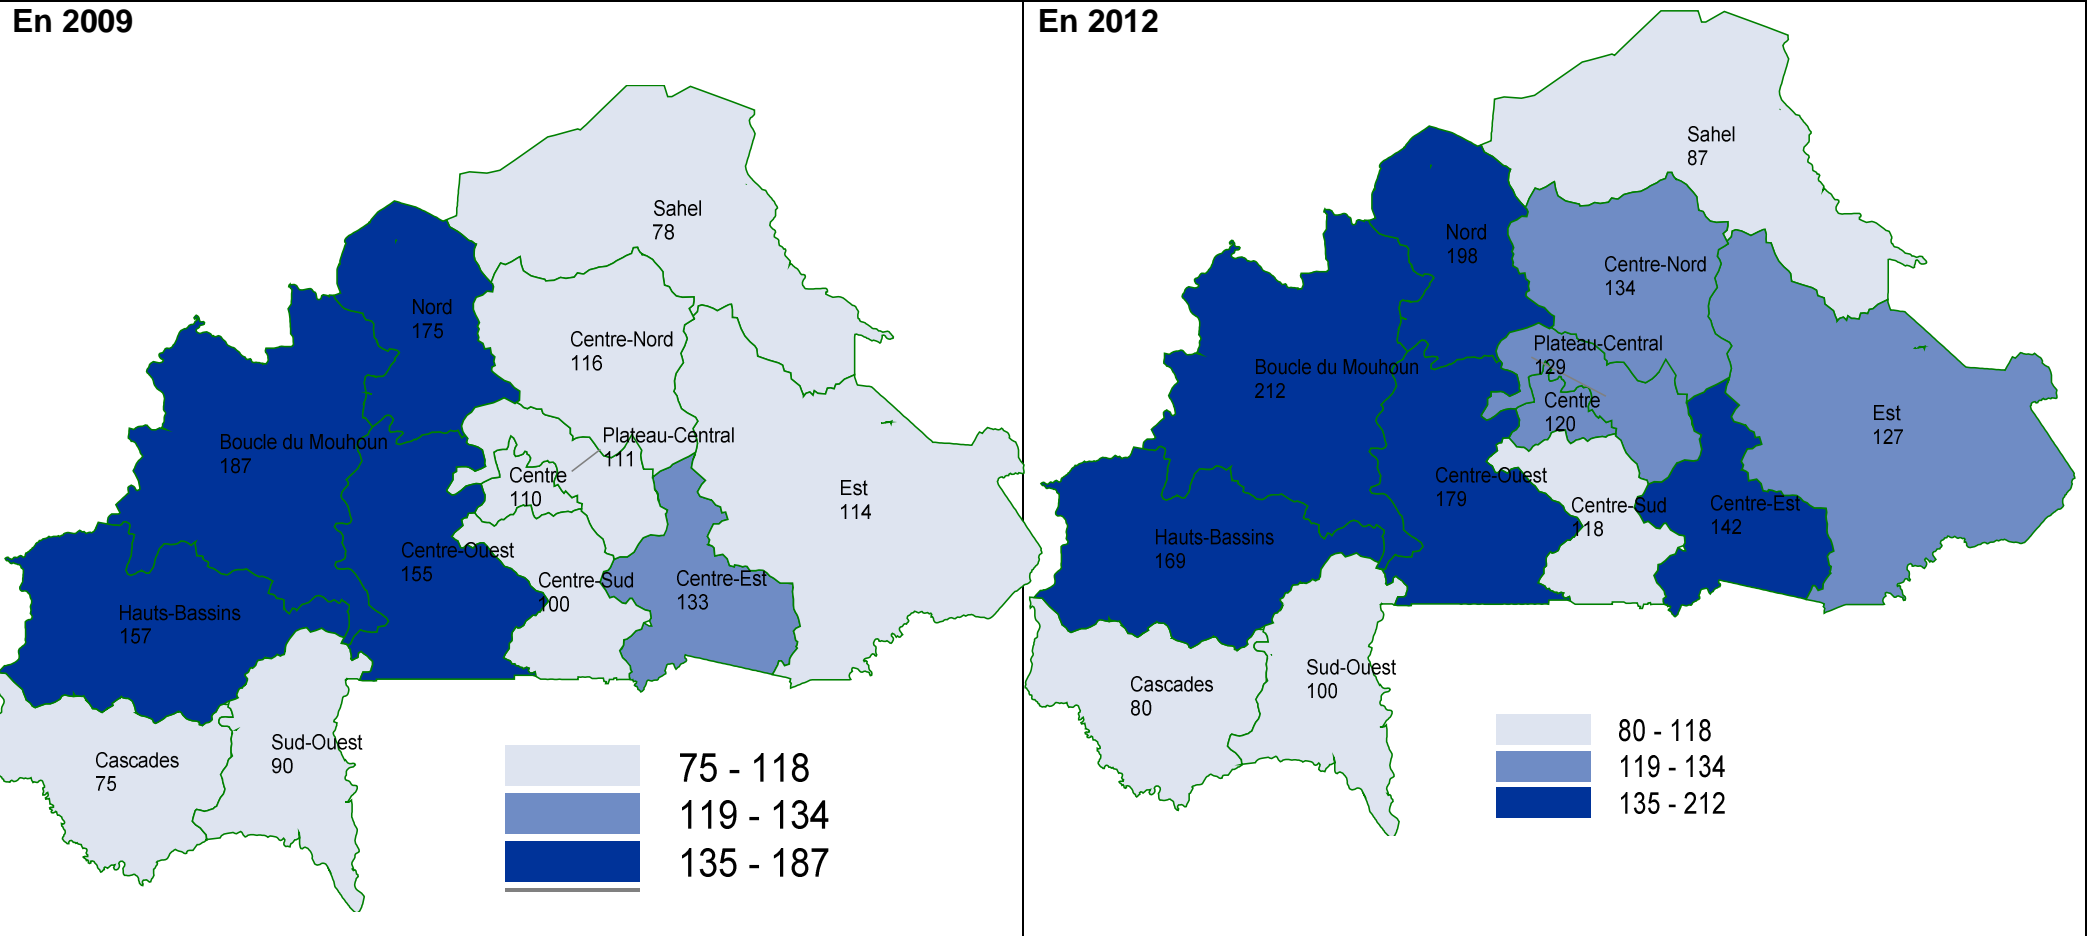 En 2009
Sahel
78
Nord
175
Centre-Nord
116
Boucle du Mouhoun
187
Plateau-Central
111
Centre
110
Est
114
Centre-Ouest
155
Centre-Sud
100
Centre-Est
133
Hauts-Bassins
157
Sud-Ouest
90
Cascades
75
75 - 118
119 - 134
135 - 187
En 2012
Sahel
87
Nord
198
Centre-Nord
134
Plateau-Central
129
Boucle du Mouhoun
212
Centre
120
Est
127
Centre-Ouest
179
Centre-Sud
118
Centre-Est
142
Hauts-Bassins
169
Sud-Ouest
100
Cascades
80
80 - 118
119 - 134
135 - 212